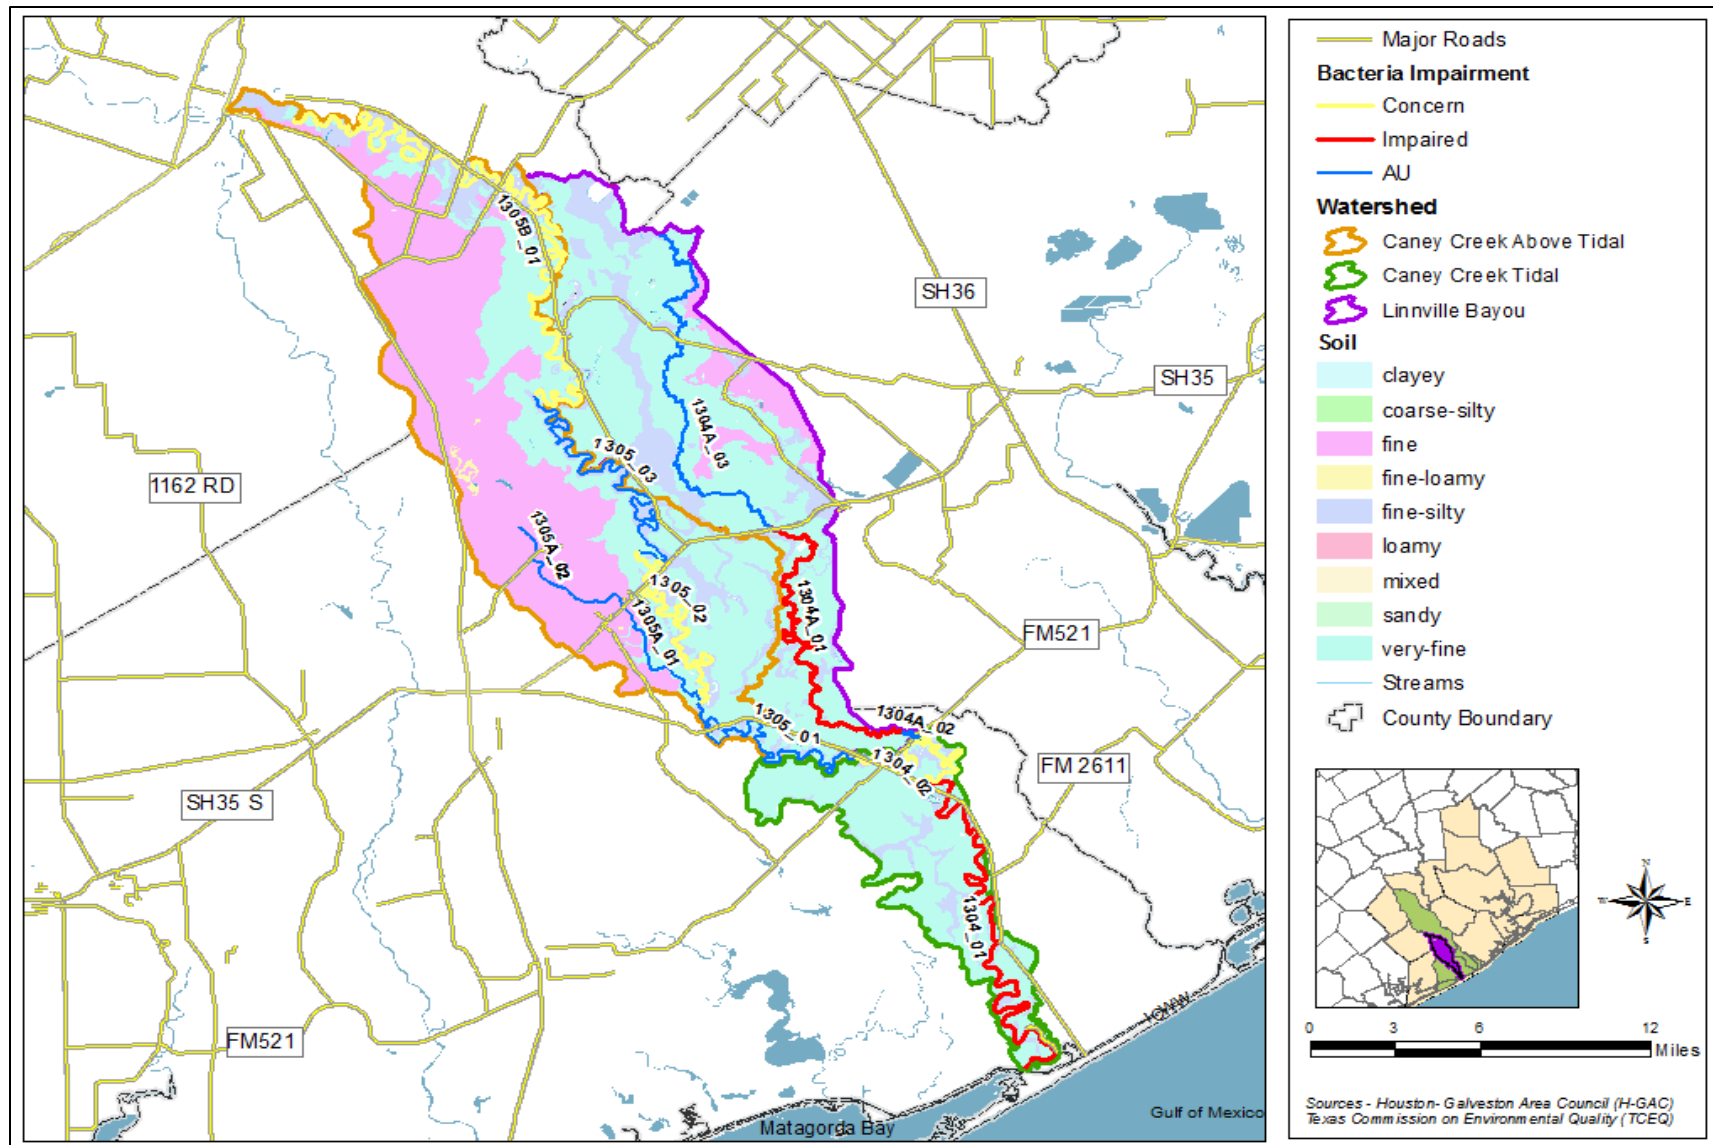 1305B_01
SH36
SH35
1304A_03
1305_03
1162 RD
1305A_02
1305_02
1305A_01
1304A_01
FM521
1304A_02
1305_01
1304_02
FM 2611
SH35 S
1304_01
ICWW
FM521
Gulf of Mexico
Matagorda Bay
Major Roads
Bacteria Impairment
Concern
Impaired
AU
Watershed
Caney Creek Above Tidal
Caney Creek Tidal
Linnville Bayou
Soil
clayey
coarse-silty
fine
fine-loamy
fine-silty
loamy
mixed
sandy
very-fine
Streams
County Boundary
N
W
E
S
0 3 6 12
Miles
Sources - Houston- Galveston Area Council (H-GAC)
Texas Commission on Environmental Quality (TCEQ)